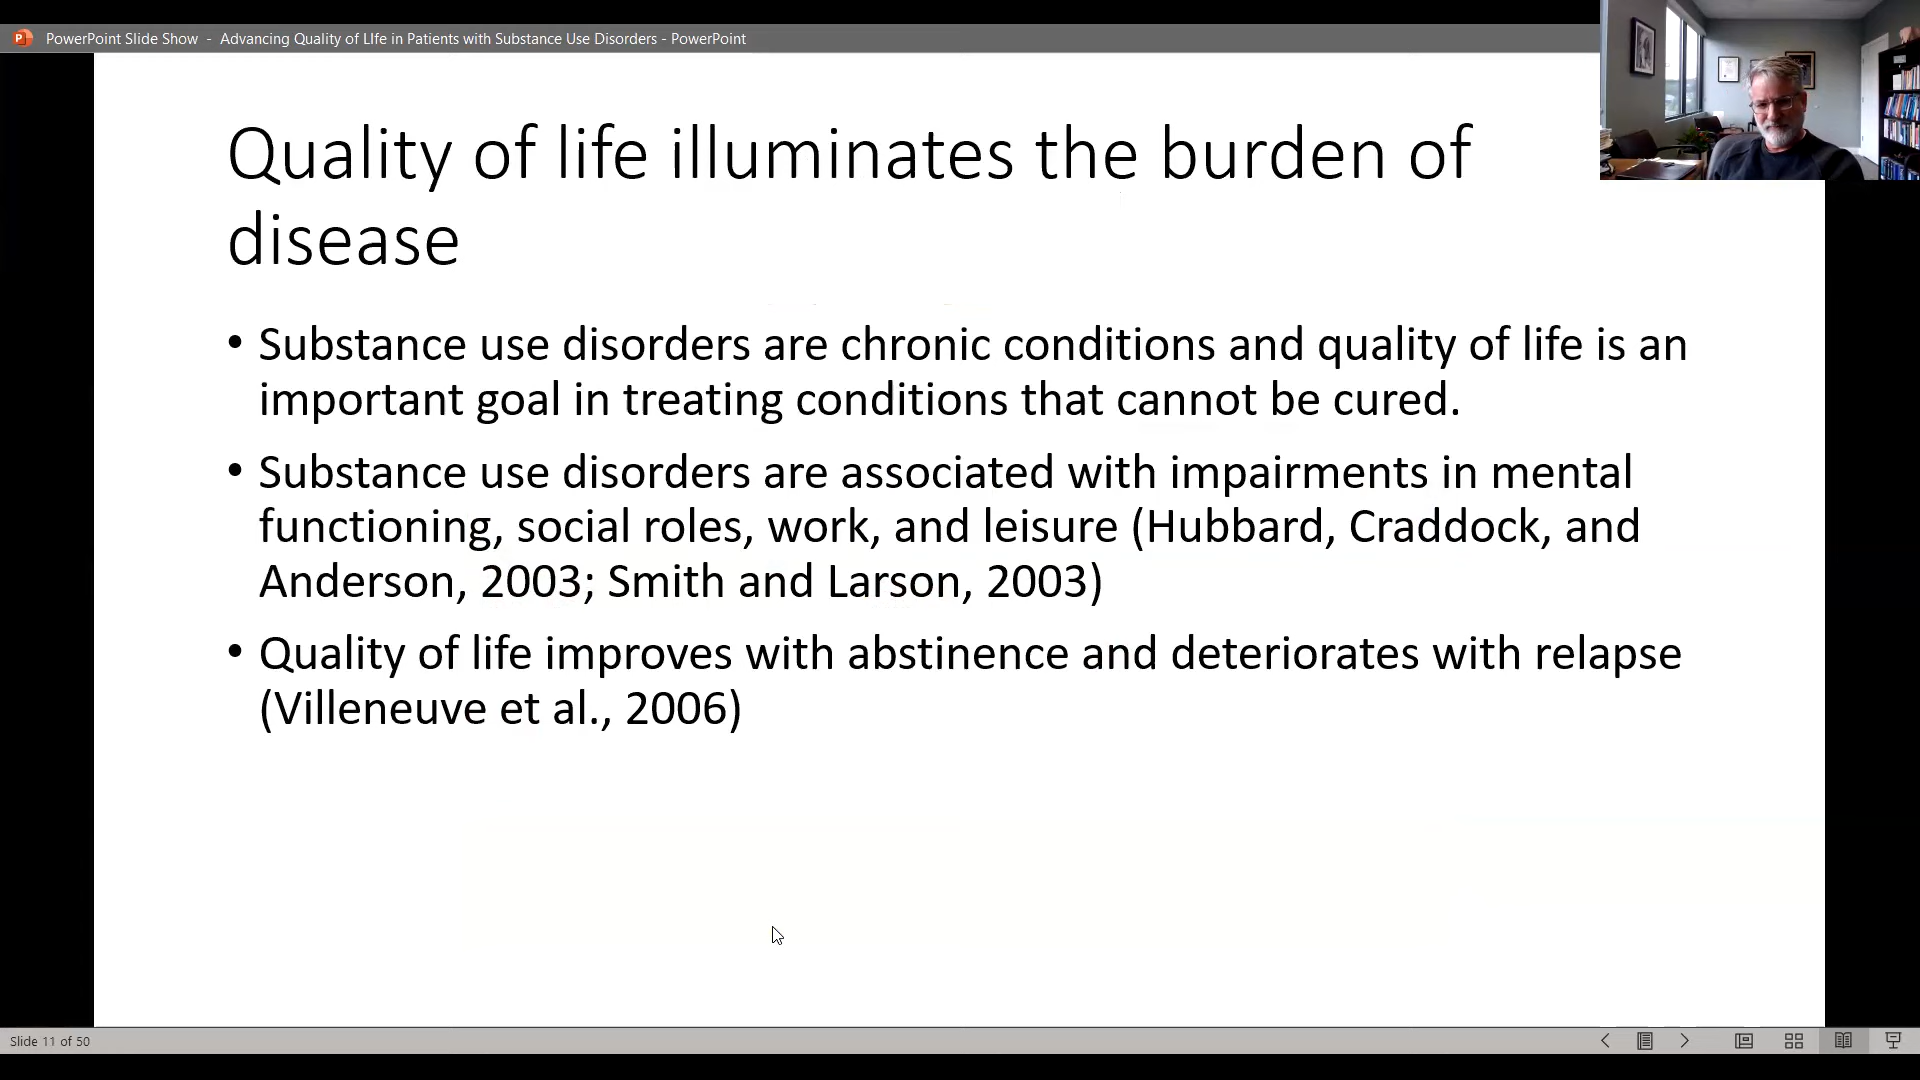 PowerPoint Slide Show - Advancing Quality of LIfe in Patients with Substance Use Disorders - PowerPoint
Quality of life illuminates the burden of
disease
• Substance use disorders are chronic conditions and quality of life is an
important goal in treating conditions that cannot be cured.
• Substance use disorders are associated with impairments in mental
functioning, social roles, work, and leisure (Hubbard, Craddock, and
Anderson, 2003; Smith and Larson, 2003)
• Quality of life improves with abstinence and deteriorates with relapse
(Villeneuve et al., 2006)
Slide 11 of 50